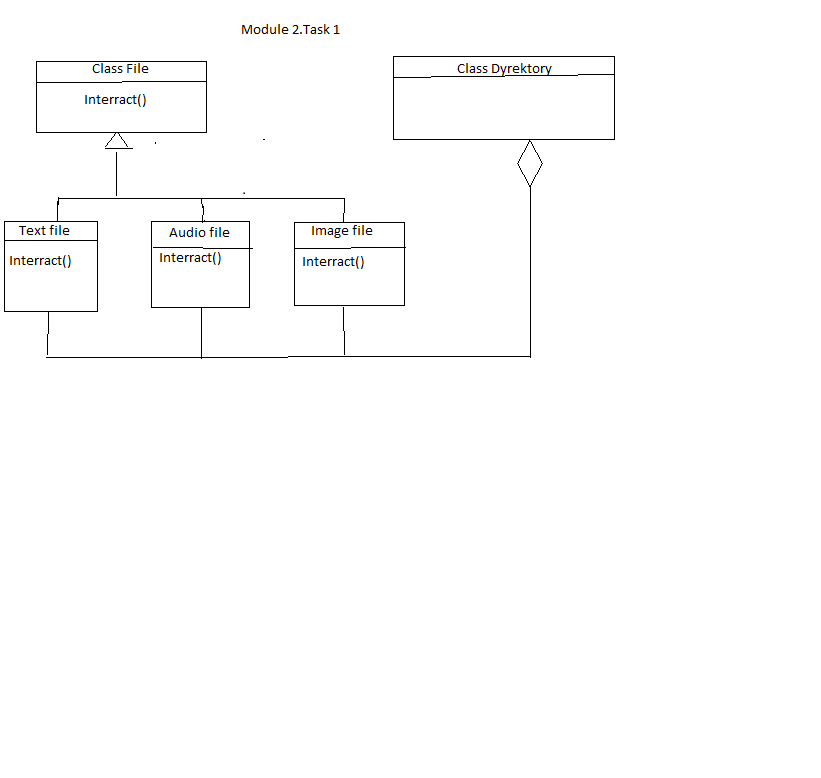 Module 2.Task 1
Class File
Interract()
Class Dyrektory
Text file
Interract()
Audio file
Interract()
Image file
Interract()